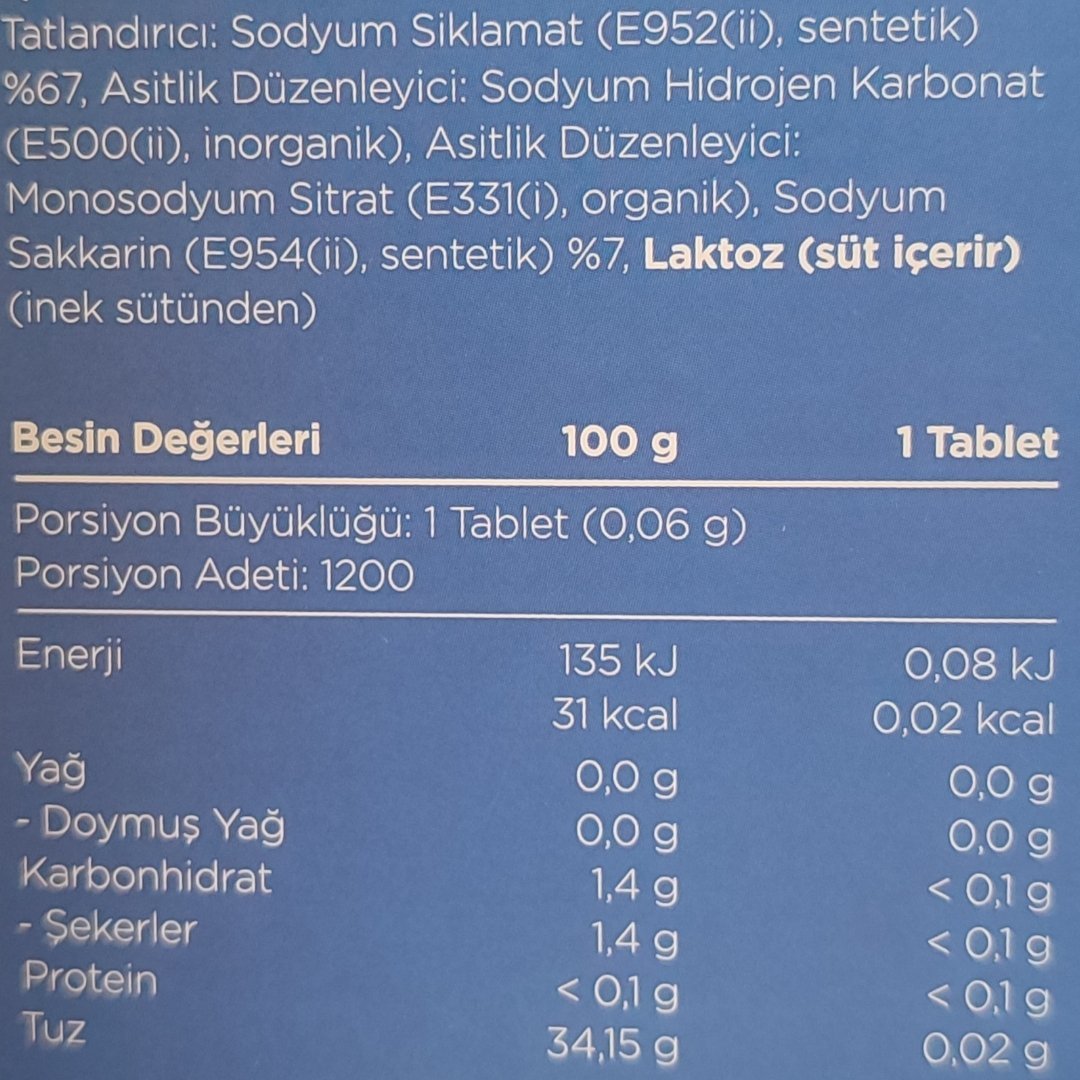 Tatlandırıcı: Sodyum Siklamat (E952(ii), sentetik)
%67, Asitlik Düzenleyici: Sodyum Hidrojen Karbonat
(E500(ii), inorganik), Asitlik Düzenleyici:
Monosodyum Sitrat (E331(i), organik), Sodyum
Sakkarin (E954(ii), sentetik) %7, Laktoz (süt içerir)
(inek sütünden)
Besin Değerleri 100 g 1 Tablet
Porsiyon Büyüklüğü: 1 Tablet (0,06 g)
Porsiyon Adeti: 1200
Enerji 135 kJ 0,08 kJ
31 kcal 0,02 kcal
Yağ 0,0 g 0,0 g
- Doymuş Yağ 0,0 g 0,0 g
Karbonhidrat 1,4 g < 0,1 g
- Şekerler 1,4 g < 0,1 g
Protein < 0,1 g < 0,1 g
Tuz 34,15 g 0,02 g